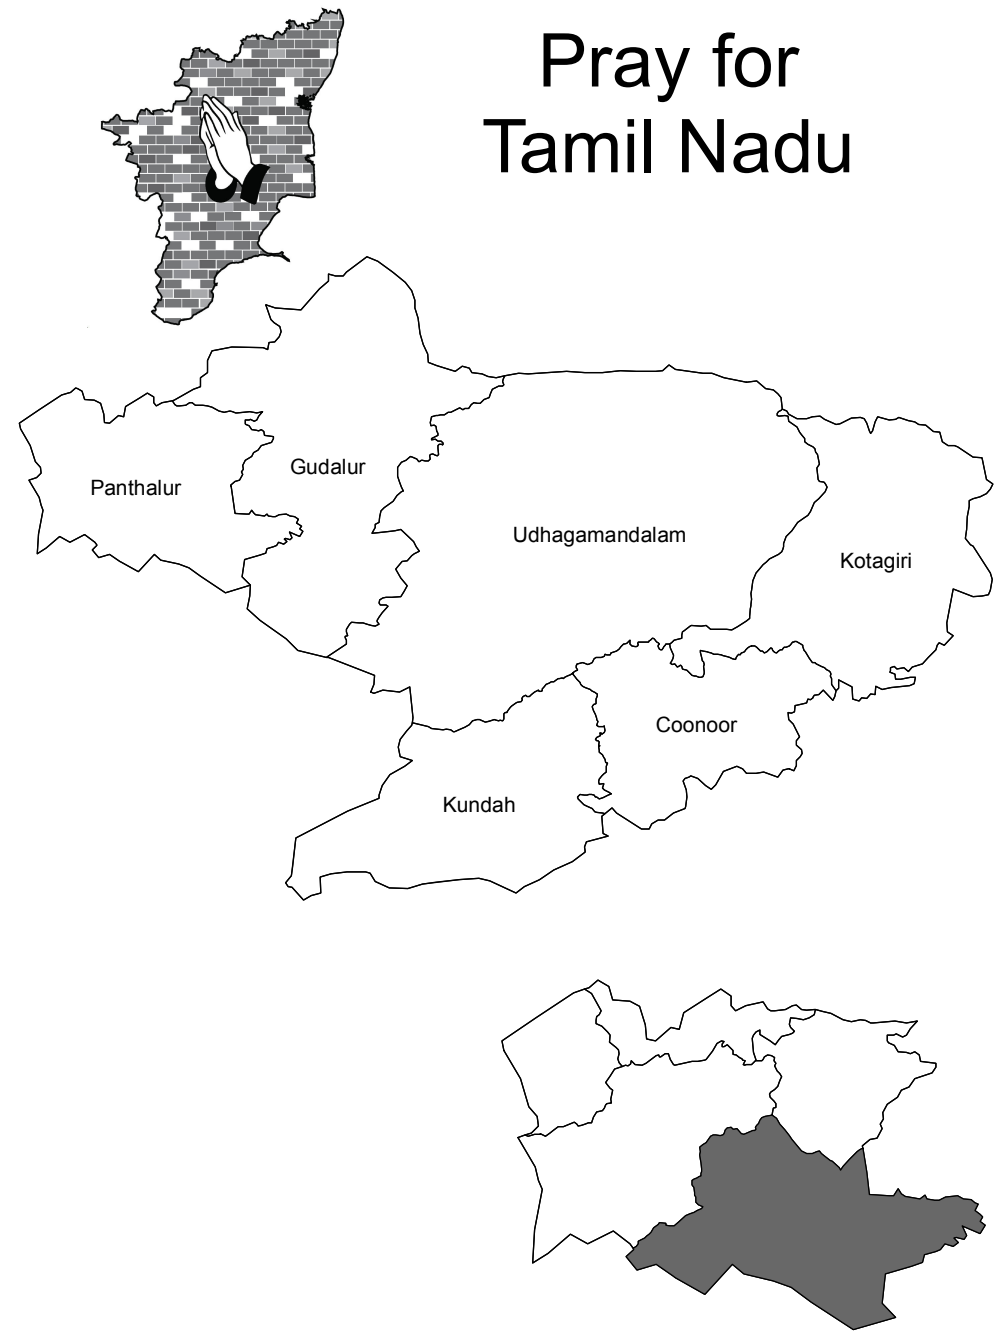 Pray for
Tamil Nadu
Gudalur
Panthalur
Udhagamandalam
Kotagiri
Coonoor
Kundah